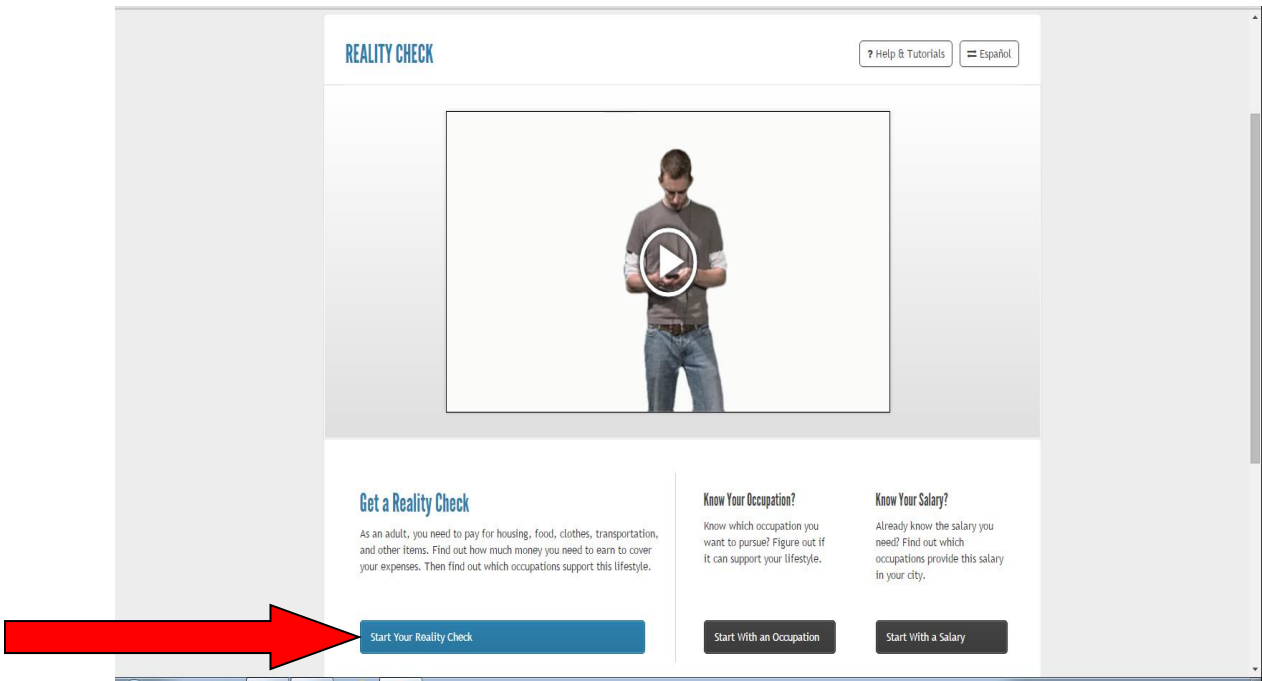 REALITY CHECK
? Help & Tutorials
Español
Get a Reality Check
As an adult, you need to pay for housing, food, clothes, transportation,
and other items. Find out how much money you need to earn to cover
your expenses. Then find out which occupations support this lifestyle.
Start Your Reality Check
Know Your Occupation?
Know which occupation you
want to pursue? Figure out if
it can support your lifestyle.
Start With an Occupation
Know Your Salary?
Already know the salary you
need? Find out which
occupations provide this salary
in your city.
Start With a Salary